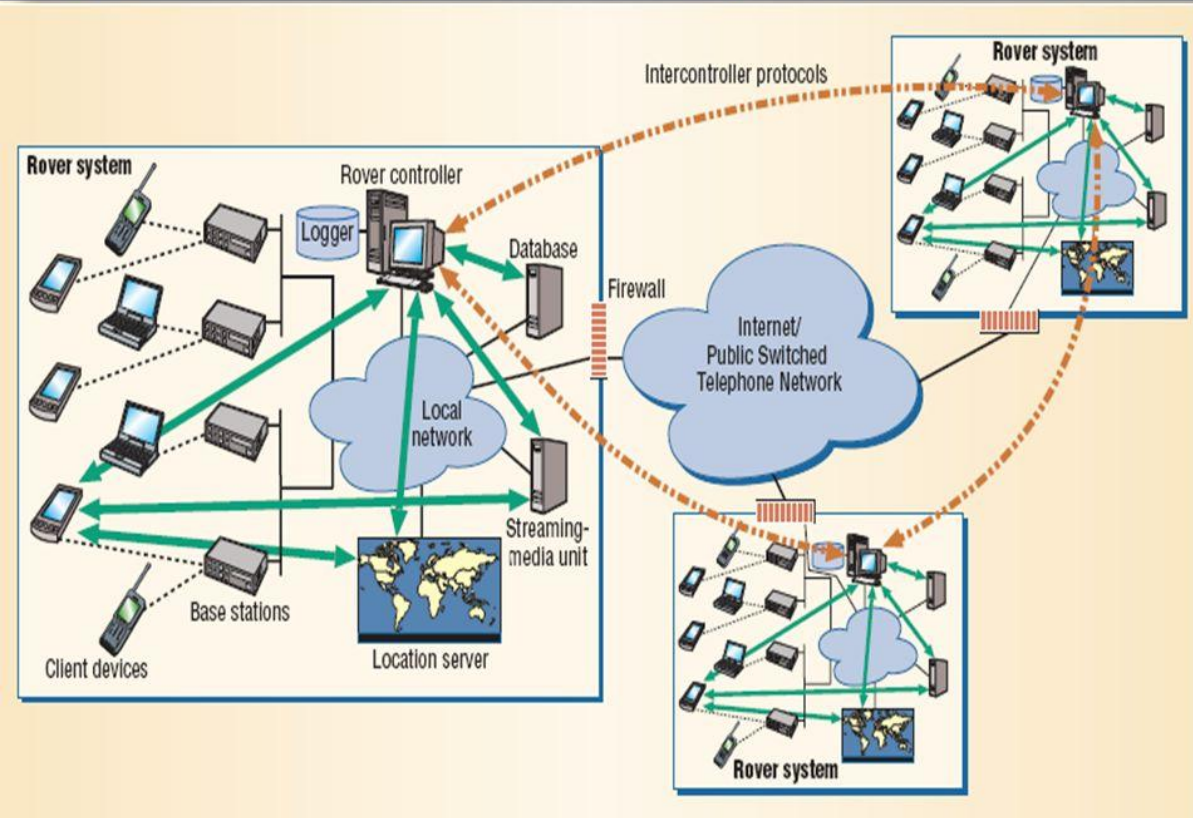 Rover system
Intercontroller protocols
Rover system
Rover controller
Logger
Database
Firewall
Internet/
Public Switched
Telephone Network
Local
network
Streaming-
media unit
Base stations
Location server
Client devices
Rover system